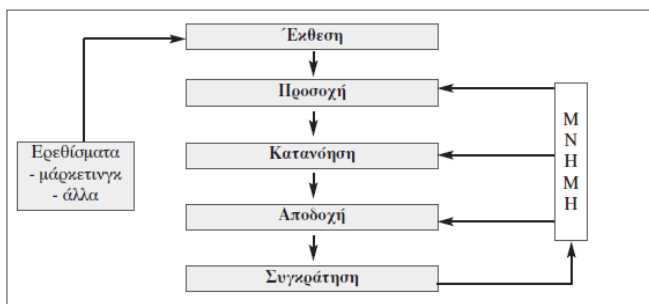 Έκθεση
Προσοχή
Κατανόηση
Αποδοχή
Συγκράτηση
Ερεθίσματα
- μάρκετινγκ
- άλλα
Μ
Ν
Η
Μ
Η